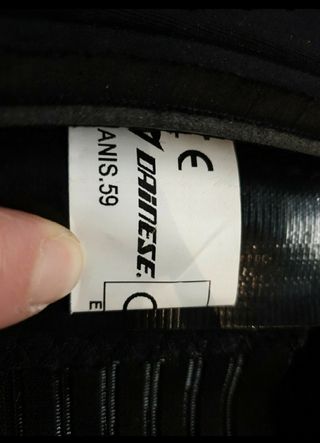 CE
DAINESE.
ANIS.59
E